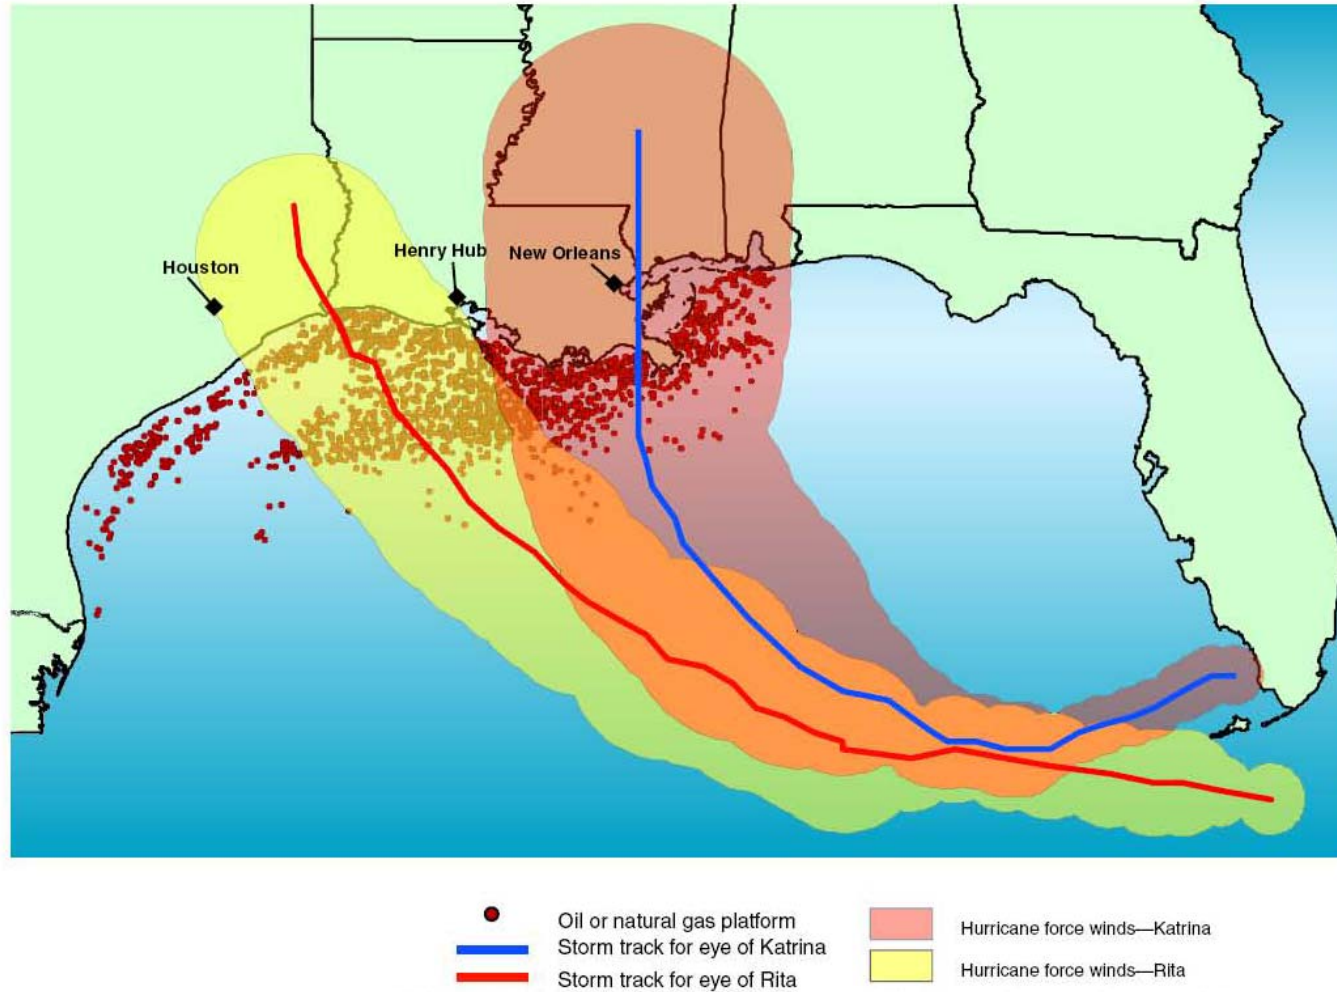 Houston
Henry Hub
New Orleans
Oil or natural gas platform
Storm track for eye of Katrina
Storm track for eye of Rita
Hurricane force winds—Katrina
Hurricane force winds—Rita